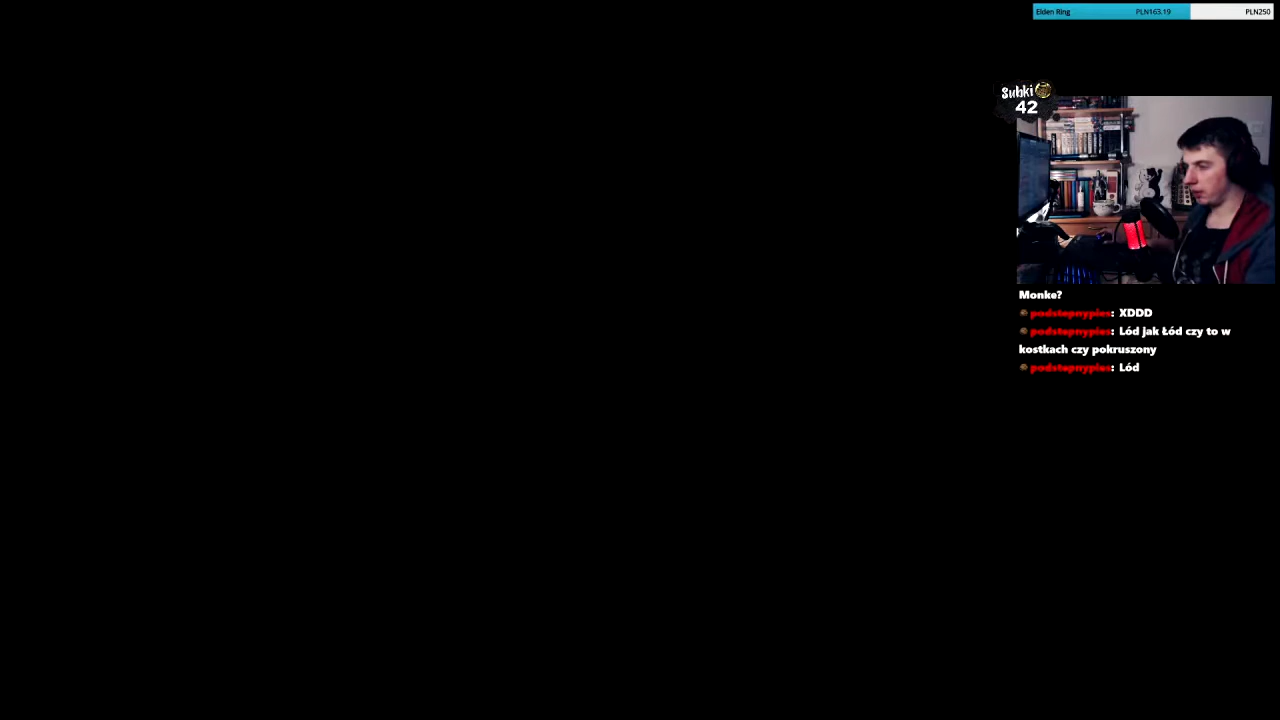 Elden Ring PLN163.19 PLN250
Subki
42
Monke?
podstepnypies: XDDD
podstepnypies: Lód jak Łód czy to w
kostkach czy pokruszony
podstepnypies: Lód